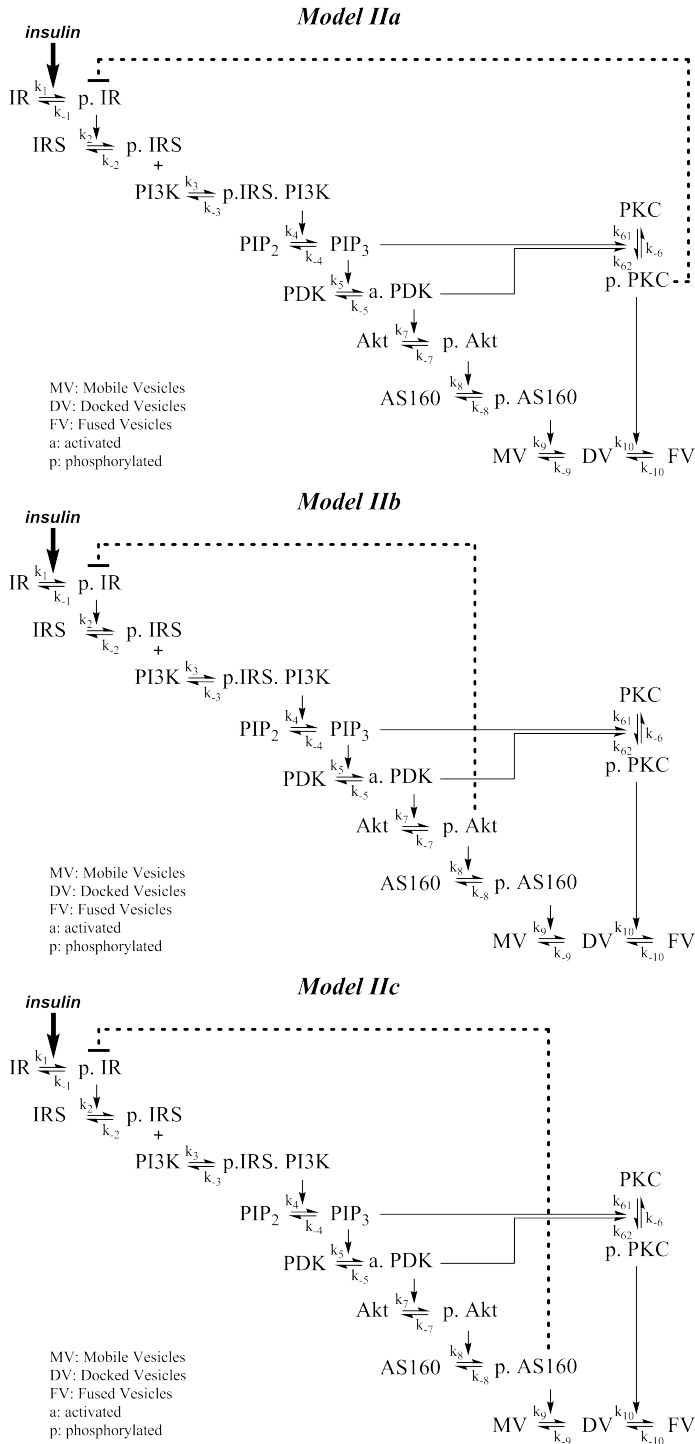 Model IIa
insulin
IR k1 k-1 p. IR
IRS k2 k-2 p. IRS
+
PI3K k3 k-3 p.IRS. PI3K
PKC
k61 k-6
PIP2 k4 k-4 PIP3
k62
p. PKC
PDK k5 k-5 a. PDK
Akt k7 k-7 p. Akt
AS160 k8 k-8 p. AS160
MV: Mobile Vesicles
DV: Docked Vesicles
FV: Fused Vesicles
a: activated
p: phosphorylated
MV k9 k-9 DV k10 k-10 FV
Model IIb
insulin
IR k1 k-1 p. IR
IRS k2 k-2 p. IRS
+
PI3K k3 k-3 p.IRS. PI3K
PKC
k61 k-6
PIP2 k4 k-4 PIP3
k62
p. PKC
PDK k5 k-5 a. PDK
Akt k7 k-7 p. Akt
AS160 k8 k-8 p. AS160
MV: Mobile Vesicles
DV: Docked Vesicles
FV: Fused Vesicles
a: activated
p: phosphorylated
MV k9 k-9 DV k10 k-10 FV
Model IIc
insulin
IR k1 k-1 p. IR
IRS k2 k-2 p. IRS
+
PI3K k3 k-3 p.IRS. PI3K
PKC
k61 k-6
PIP2 k4 k-4 PIP3
k62
p. PKC
PDK k5 k-5 a. PDK
Akt k7 k-7 p. Akt
AS160 k8 k-8 p. AS160
MV: Mobile Vesicles
DV: Docked Vesicles
FV: Fused Vesicles
a: activated
p: phosphorylated
MV k9 k-9 DV k10 k-10 FV